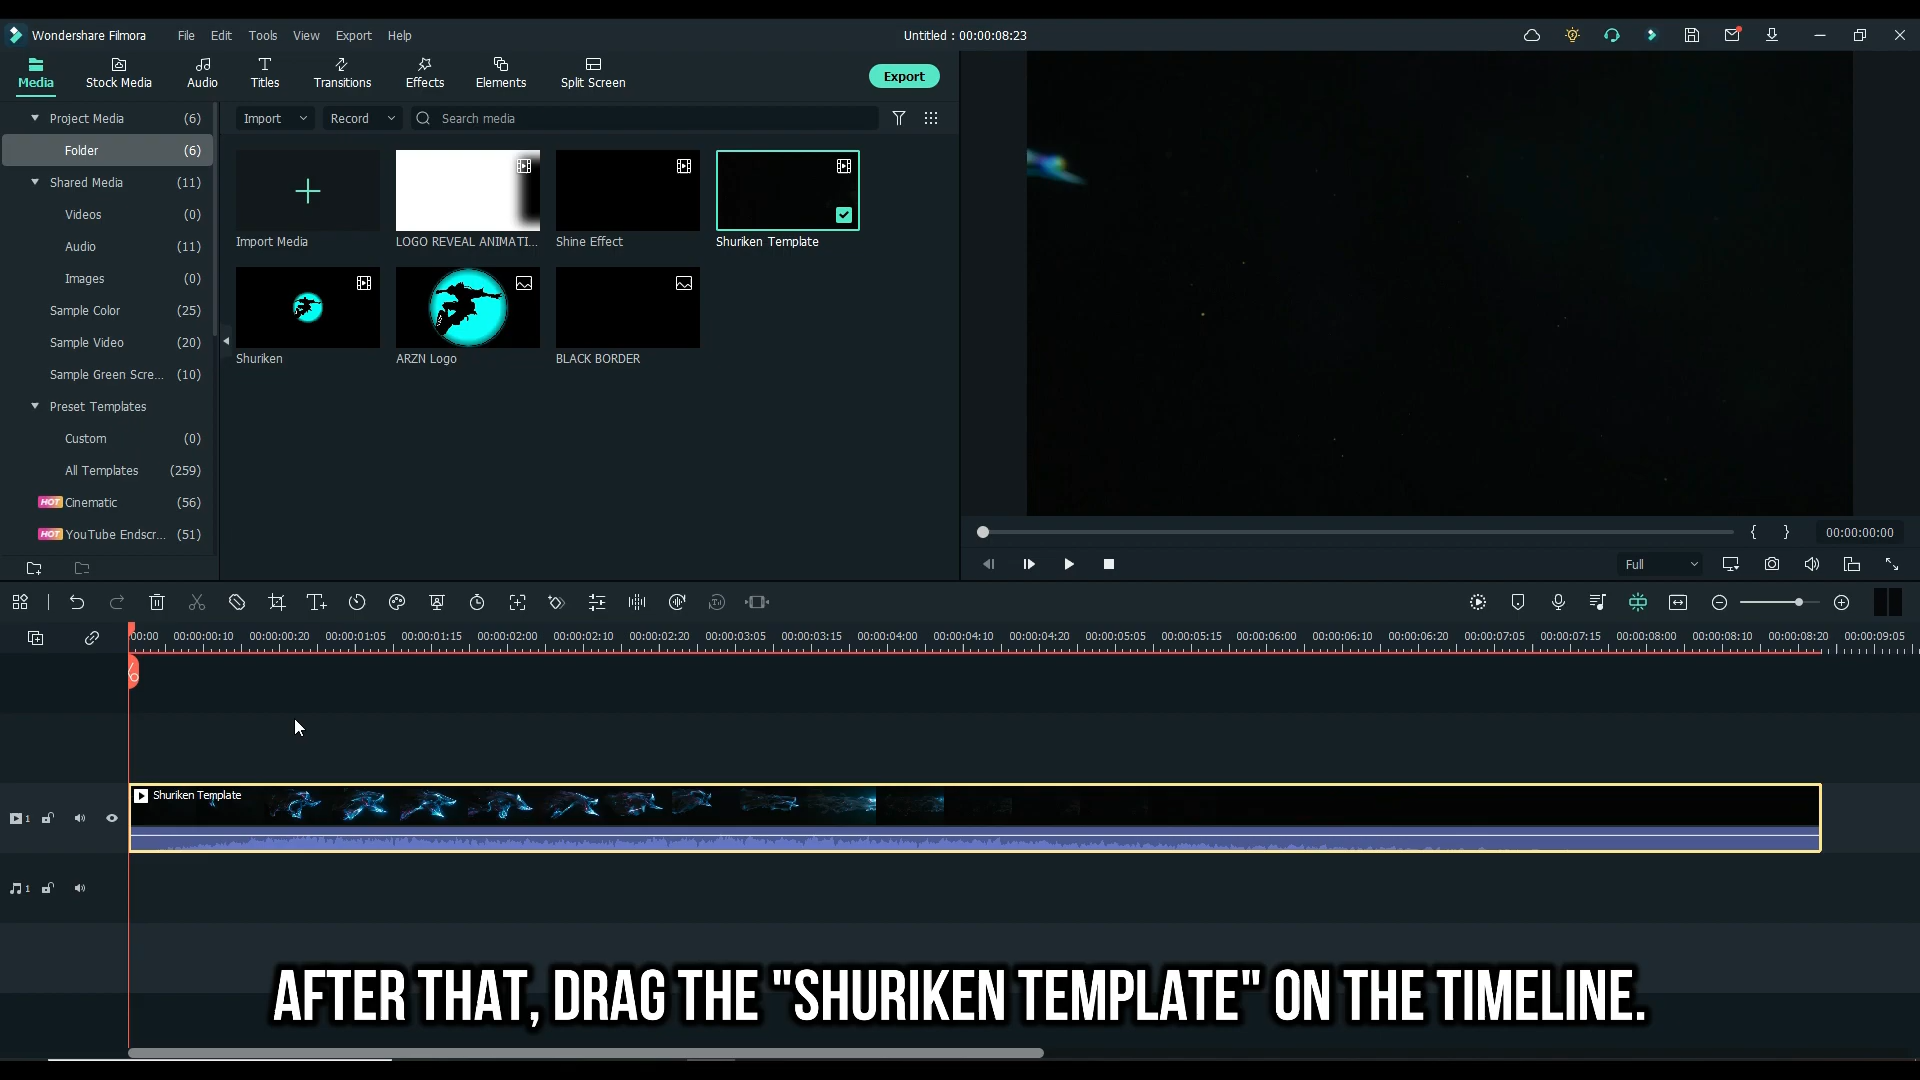 Wondershare Filmora File Edit Tools View Export Help Untitled : 00:00:08:23
Media Stock Media Audio Titles Transitions Effects Elements Split Screen Export
Project Media (6)
Folder (6)
Shared Media (11)
Videos (0)
Audio (11)
Images (0)
Sample Color (25)
Sample Video (20)
Sample Green Scre... (10)
Preset Templates
Custom (0)
All Templates (259)
HOT Cinematic (56)
HOT YouTube Endscr... (51)
Import Record Search media
Import Media LOGO REVEAL ANIMATI... Shine Effect Shuriken Template
Shuriken ARZN Logo BLACK BORDER
{ } 00:00:00:00
Full
00:00 00:00:00:10 00:00:00:20 00:00:01:05 00:00:01:15 00:00:02:00 00:00:02:10 00:00:02:20 00:00:03:05 00:00:03:15 00:00:04:00 00:00:04:10 00:00:04:20 00:00:05:05 00:00:05:15 00:00:06:00 00:00:06:10 00:00:06:20 00:00:07:05 00:00:07:15 00:00:08:00 00:00:08:10 00:00:08:20 00:00:09:05
Shuriken Template
1
1
AFTER THAT, DRAG THE "SHURIKEN TEMPLATE" ON THE TIMELINE.